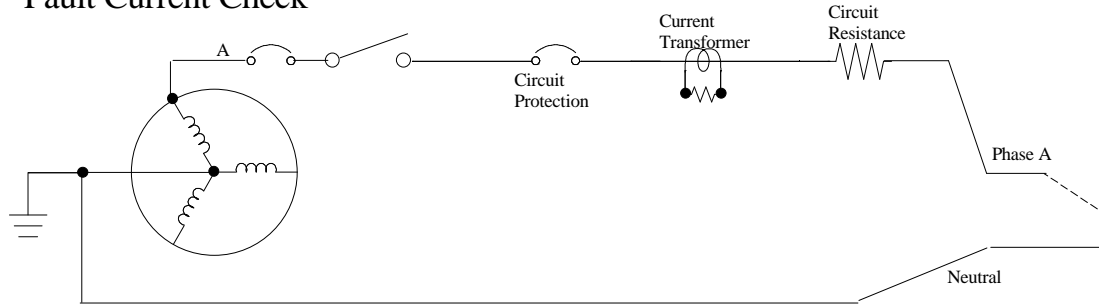 Fault Current Check
A
Circuit
Protection
Current
Transformer
Circuit
Resistance
Phase A
Neutral